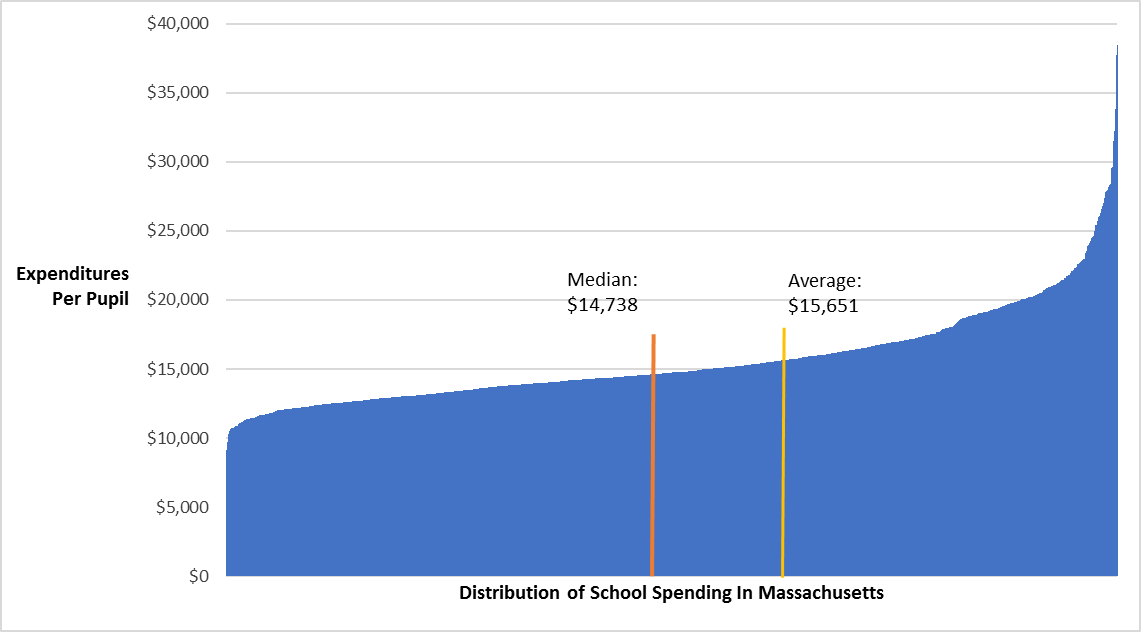 $40,000
$35,000
$30,000
$25,000
$20,000
$15,000
$10,000
$5,000
$0
Expenditures
Per Pupil
Median:
$14,738
Average:
$15,651
Distribution of School Spending In Massachusetts